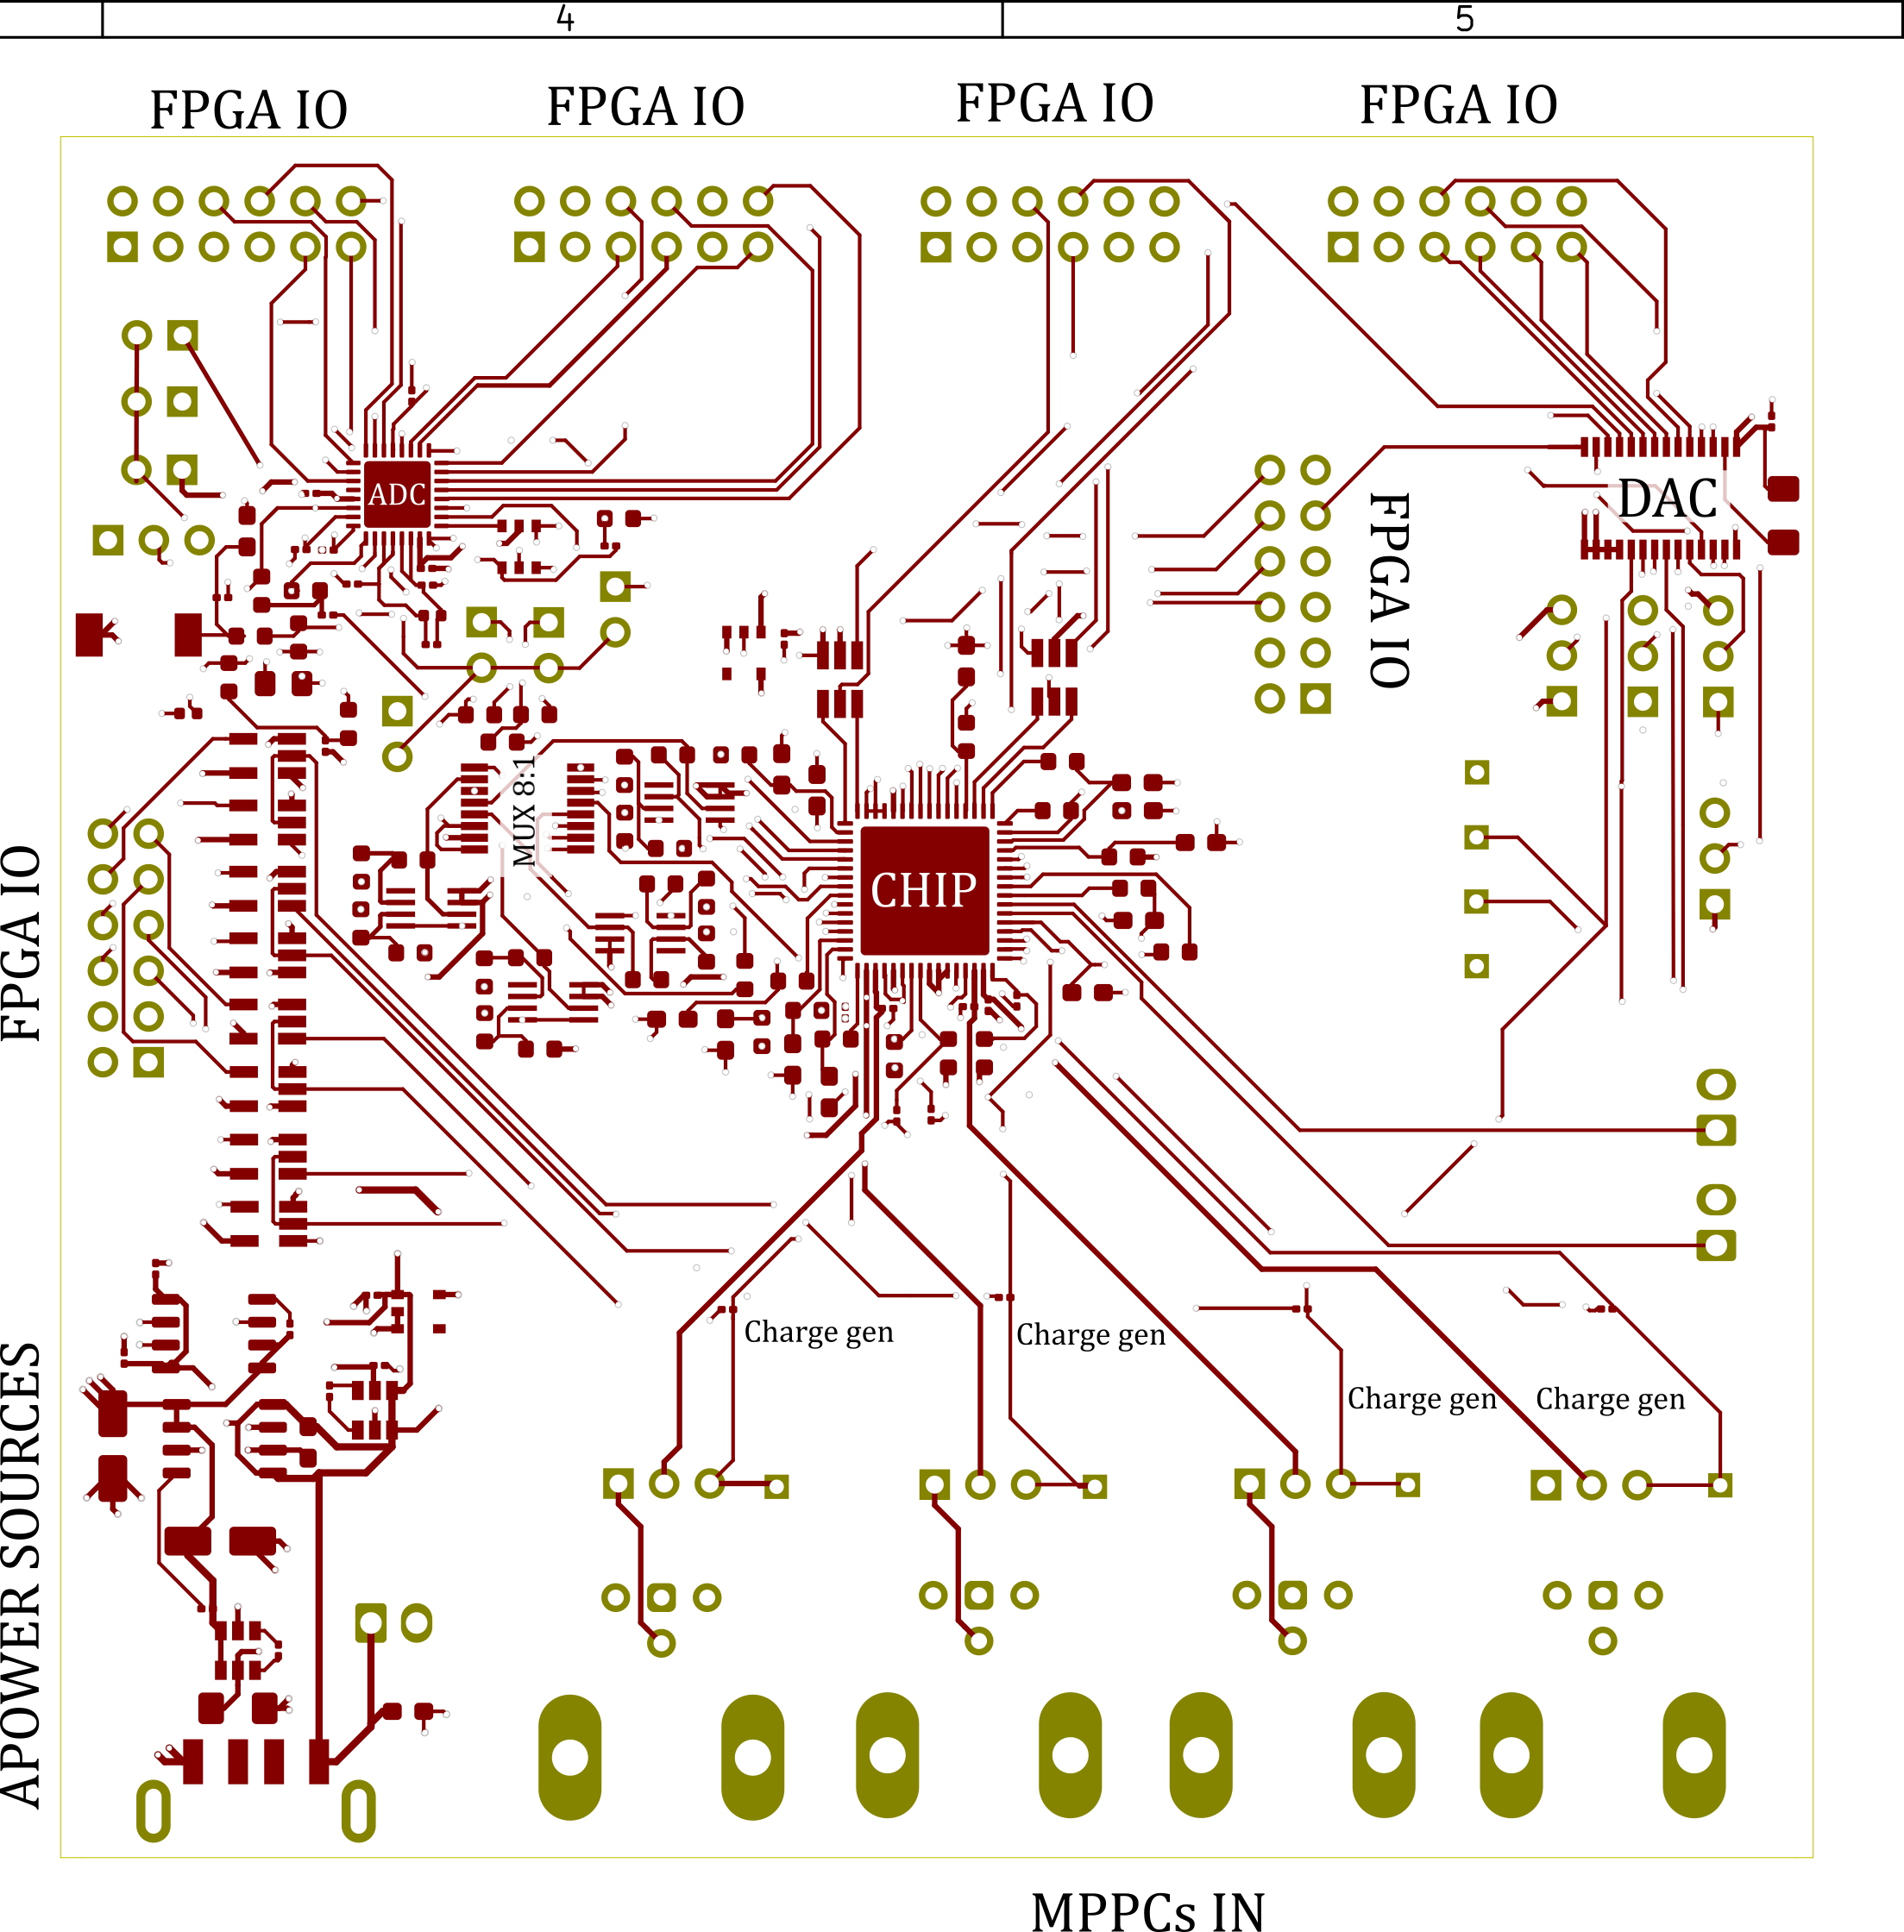 4
5
FPGA IO
FPGA IO
FPGA IO
FPGA IO
ADC
DAC
FPGA IO
MUX 8:1
CHIP
FPGA IO
Charge gen
Charge gen
Charge gen
Charge gen
APOWER SOURCES
MPPCs IN